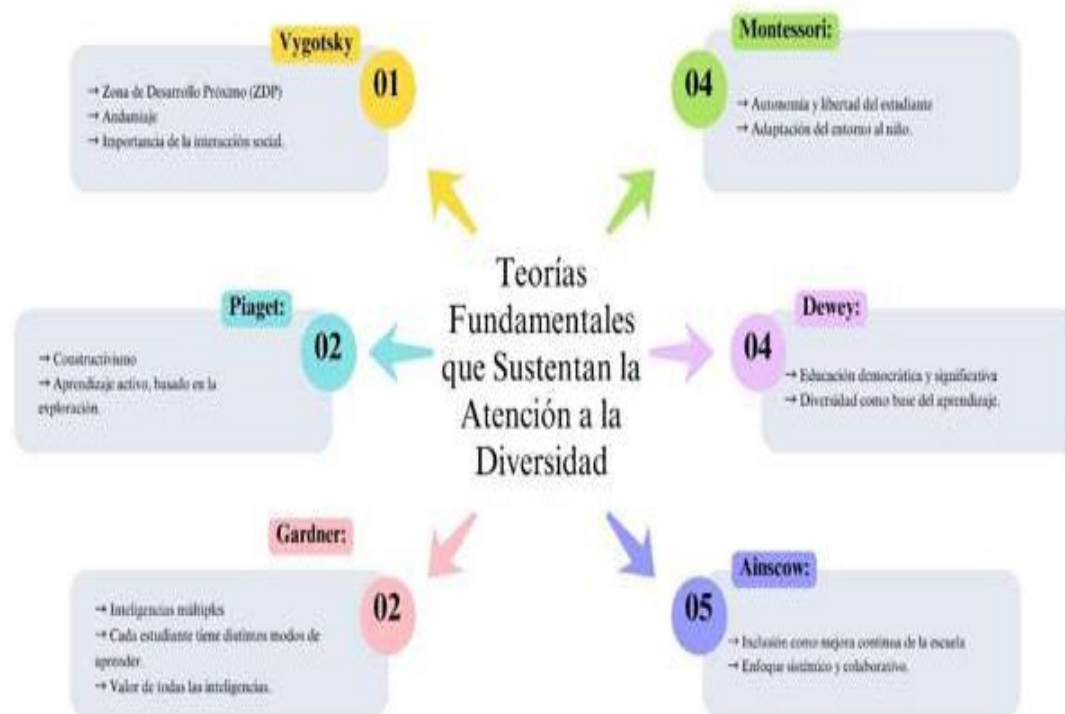 Vygotsky
01
→ Zona de Desarrollo Próximo (ZDP)
→ Andamiaje
→ Importancia de la interacción social.
Piaget:
02
→ Constructivismo
→ Aprendizaje activo, basado en la
exploración.
Gardner:
02
→ Inteligencias múltiples
→ Cada estudiante tiene distintos modos de
aprender.
→ Valor de todas las inteligencias.
Teorías
Fundamentales
que Sustentan la
Atención a la
Diversidad
Montessori:
04
→ Autonomía y libertad del estudiante
→ Adaptación del entorno al niño.
Dewey:
04
→ Educación democrática y significativa
→ Diversidad como base del aprendizaje.
Ainscow:
05
→ Inclusión como mejora continua de la escuela
→ Enfoque sistémico y colaborativo.